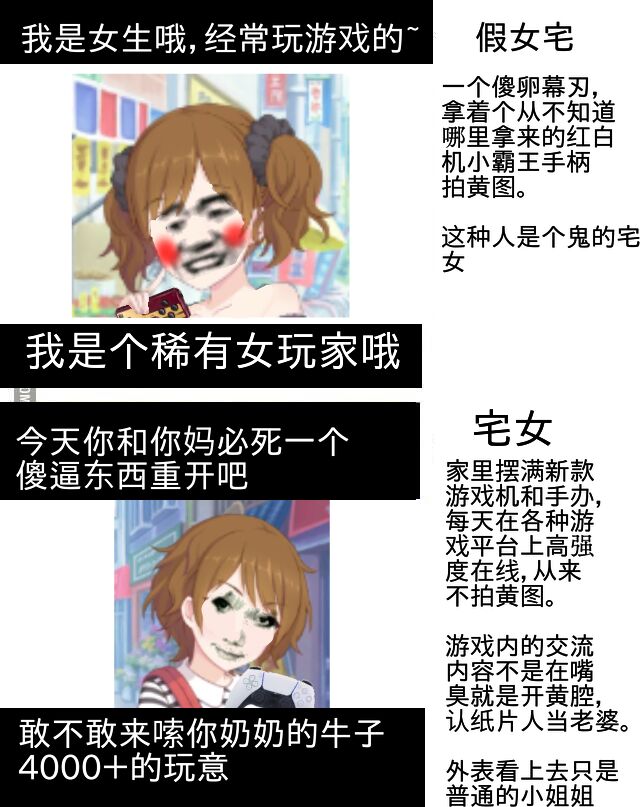 我是女生哦,经常玩游戏的~
假女宅
一个傻卵幕刃,
拿着个从不知道
哪里拿来的红白
机小霸王手柄
拍黄图。
这种人是个鬼的宅
女
我是个稀有女玩家哦
今天你和你妈必死一个
傻逼东西重开吧
宅女
家里摆满新款
游戏机和手办,
每天在各种游
戏平台上高强
度在线,从来
不拍黄图。
游戏内的交流
内容不是在嘴
臭就是开黄腔,
认纸片人当老婆。
外表看上去只是
普通的小姐姐
敢不敢来嗦你奶奶的牛子
4000+的玩意